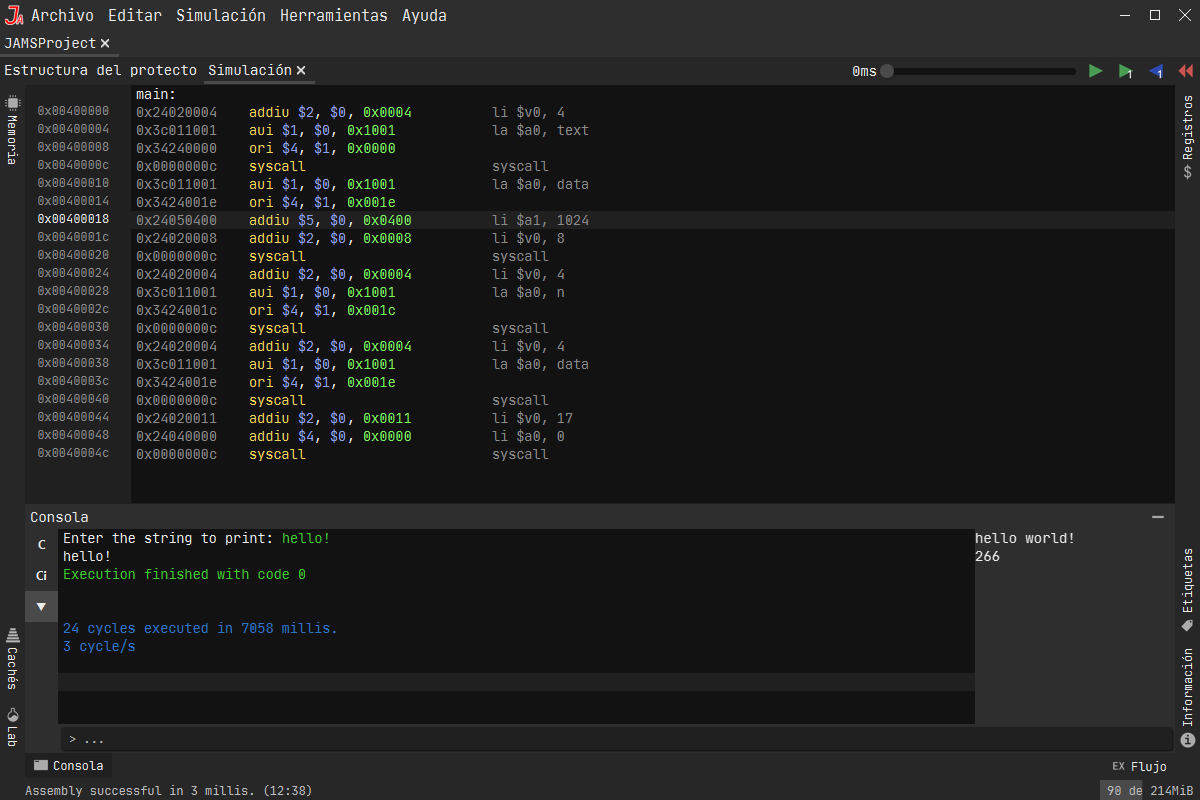 JA Archivo Editar Simulación Herramientas Ayuda
JAMSProject
Estructura del protecto Simulación 0ms 1 1
Memoria
main:
0x00400000 0x24020004 addiu $2, $0, 0x0004 li $v0, 4
0x00400004 0x3c011001 aui $1, $0, 0x1001 la $a0, text
0x00400008 0x34240000 ori $4, $1, 0x0000
0x0040000c 0x0000000c syscall syscall
0x00400010 0x3c011001 aui $1, $0, 0x1001 la $a0, data
0x00400014 0x3424001e ori $4, $1, 0x001e
0x00400018 0x24050400 addiu $5, $0, 0x0400 li $a1, 1024
0x0040001c 0x24020008 addiu $2, $0, 0x0008 li $v0, 8
0x00400020 0x0000000c syscall syscall
0x00400024 0x24020004 addiu $2, $0, 0x0004 li $v0, 4
0x00400028 0x3c011001 aui $1, $0, 0x1001 la $a0, n
0x0040002c 0x3424001c ori $4, $1, 0x001c
0x00400030 0x0000000c syscall syscall
0x00400034 0x24020004 addiu $2, $0, 0x0004 li $v0, 4
0x00400038 0x3c011001 aui $1, $0, 0x1001 la $a0, data
0x0040003c 0x3424001e ori $4, $1, 0x001e
0x00400040 0x0000000c syscall syscall
0x00400044 0x24020011 addiu $2, $0, 0x0011 li $v0, 17
0x00400048 0x24040000 addiu $4, $0, 0x0000 li $a0, 0
0x0040004c 0x0000000c syscall syscall
Registros $
Consola
C
Ci
Enter the string to print: hello!
hello!
Execution finished with code 0
24 cycles executed in 7058 millis.
3 cycle/s
hello world!
266
> ...
Cachés
Lab
Etiquetas
Información
Consola
EX Flujo
Assembly successful in 3 millis. (12:38)
90 de 214MiB